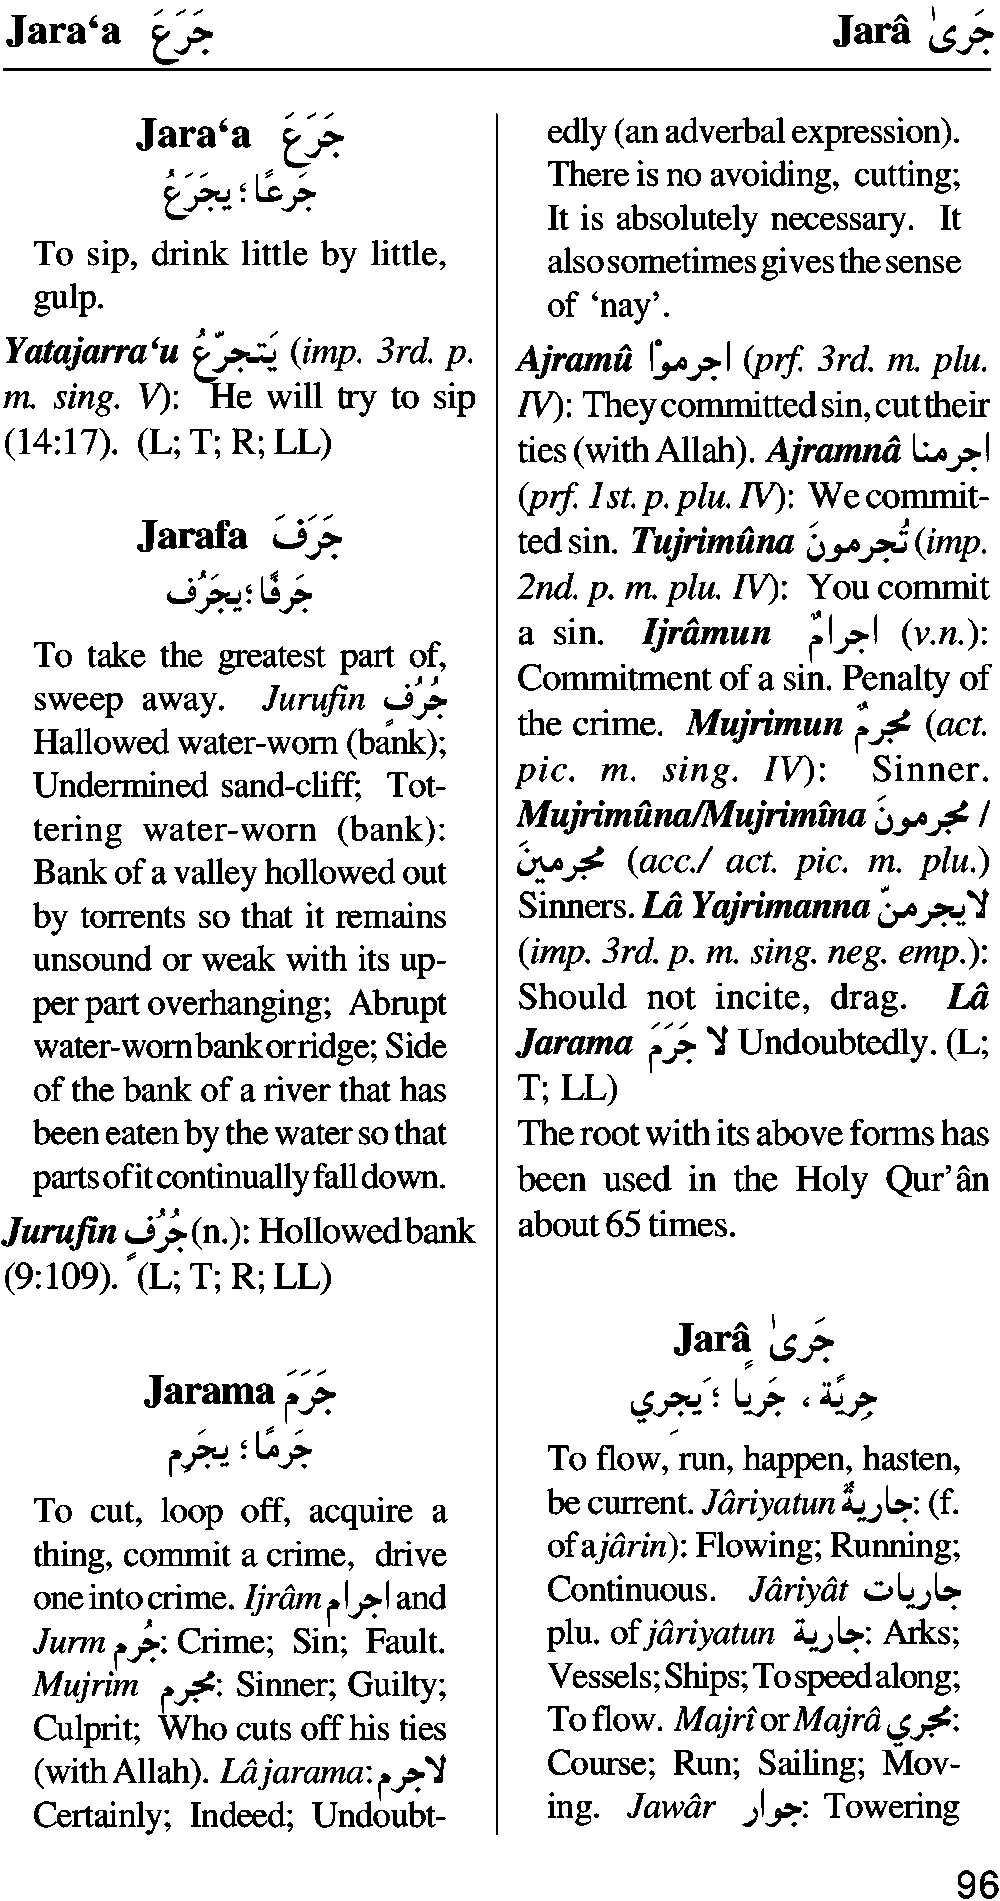 Jara‘a جَرَعَ
Jarâ جَرىٰ
Jara‘a جَرَعَ
جَرعًا؛ يجَرَعُ
To sip, drink little by little,
gulp.
Yatajarra‘u يَتجرّعُ (imp. 3rd. p.
m. sing. V): He will try to sip
(14:17). (L; T; R; LL)
Jarafa جَرَفَ
جَرفًا؛ يجَرُف
To take the greatest part of,
sweep away. Jurufin جُرُفٍ
Hallowed water-worn (bank);
Undermined sand-cliff; Tot-
tering water-worn (bank):
Bank of a valley hollowed out
by torrents so that it remains
unsound or weak with its up-
per part overhanging; Abrupt
water-worn bank or ridge; Side
of the bank of a river that has
been eaten by the water so that
parts of it continually fall down.
Jurufin جُرُفٍ (n.): Hollowed bank
(9:109). (L; T; R; LL)
Jarama جَرَمَ
جَرمًا؛ يجَرِم
To cut, loop off, acquire a
thing, commit a crime, drive
one into crime. Ijrâm اجرام and
Jurm جُرم: Crime; Sin; Fault.
Mujrim مجرم: Sinner; Guilty;
Culprit; Who cuts off his ties
(with Allah). Lâ jarama: لاجرم
Certainly; Indeed; Undoubt-
edly (an adverbal expression).
There is no avoiding, cutting;
It is absolutely necessary. It
also sometimes gives the sense
of ‘nay’.
Ajramû اجرموْا (prf. 3rd. m. plu.
IV): They committed sin, cut their
ties (with Allah). Ajramnâ اجرمنا
(prf. 1st. p. plu. IV): We commit-
ted sin. Tujrimûna تُجرمونَ (imp.
2nd. p. m. plu. IV): You commit
a sin. Ijrâmun اجرامٌ (v.n.):
Commitment of a sin. Penalty of
the crime. Mujrimun مجرمٌ (act.
pic. m. sing. IV): Sinner.
Mujrimûna/Mujrimîna مجرمونَ /
مجرمينَ (acc./ act. pic. m. plu.)
Sinners. Lâ Yajrimanna لايجرمنّ
(imp. 3rd. p. m. sing. neg. emp.):
Should not incite, drag. Lâ
Jarama لا جَرَمَ Undoubtedly. (L;
T; LL)
The root with its above forms has
been used in the Holy Qur’ân
about 65 times.
Jarâ جَرىٰ
جِريًة ، جَريًا ؛ يَجرِي
To flow, run, happen, hasten,
be current. Jâriyatun جاريةٌ: (f.
of a jârin): Flowing; Running;
Continuous. Jâriyât جاريات
plu. of jâriyatun جارية: Arks;
Vessels; Ships; To speed along;
To flow. Majrî or Majrâ مجري:
Course; Run; Sailing; Mov-
ing. Jawâr جوار: Towering
96